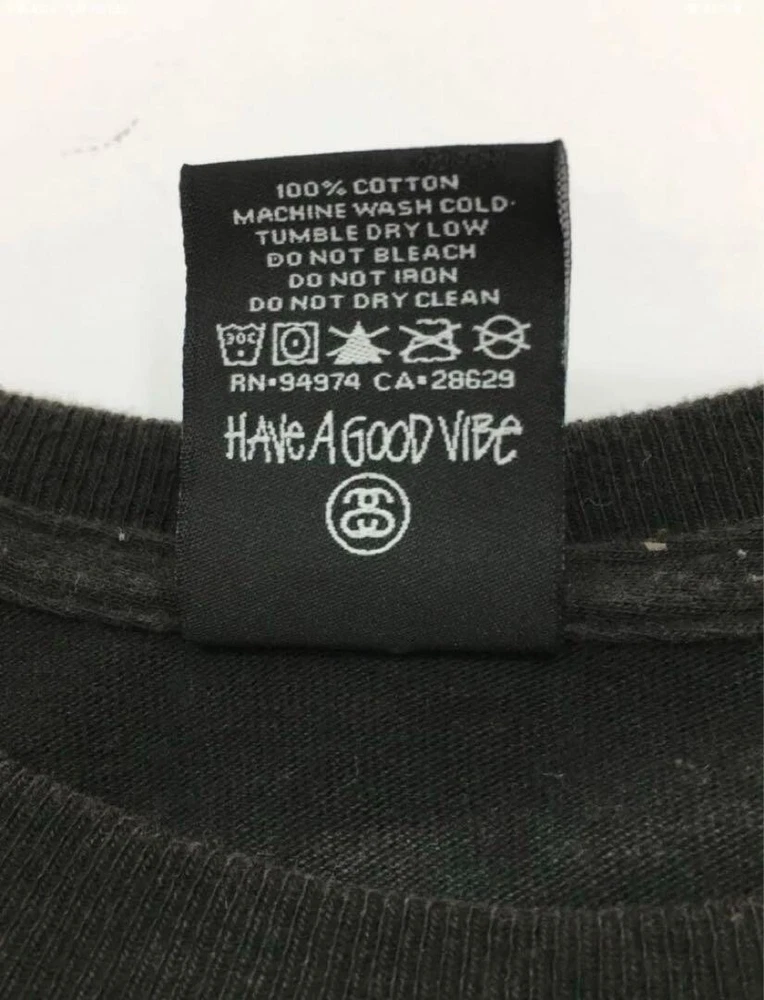 100% COTTON
MACHINE WASH COLD
TUMBLE DRY LOW
DO NOT BLEACH
DO NOT IRON
DO NOT DRY CLEAN
30C
RN•94974 CA•28629
HAVE A GOOD VIBE